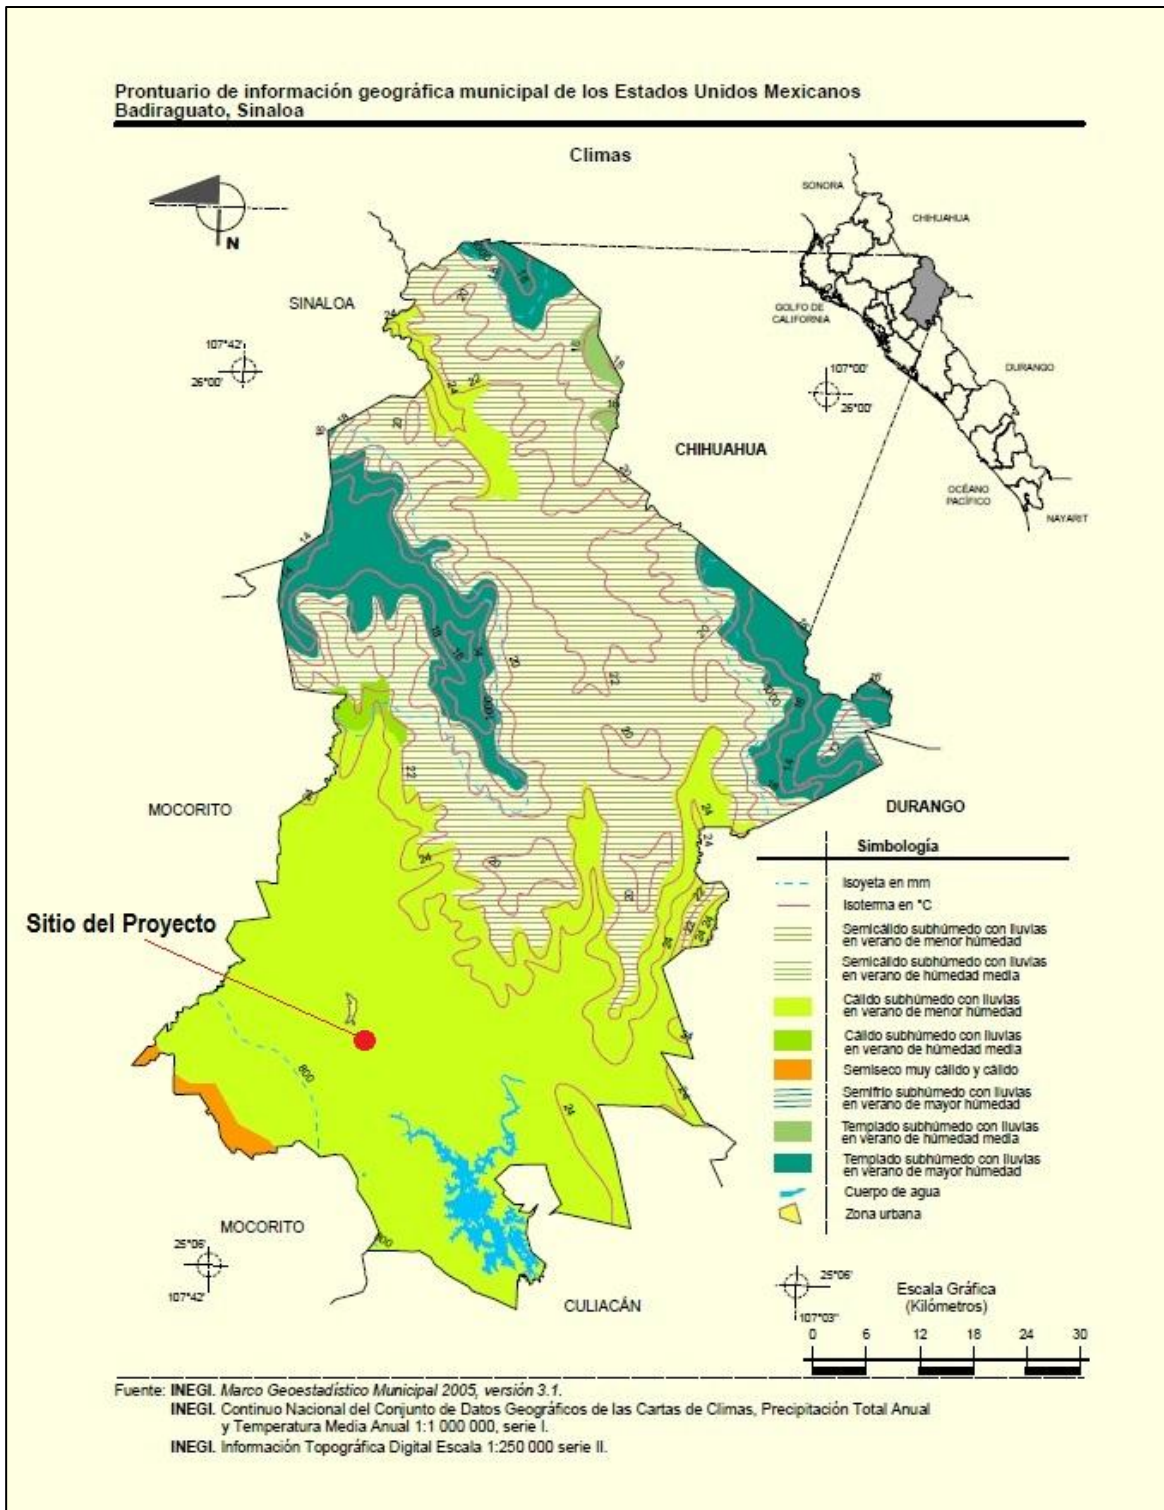 Prontuario de información geográfica municipal de los Estados Unidos Mexicanos
Badiraguato, Sinaloa
Climas
N
SONORA
CHIHUAHUA
GOLFO DE
CALIFORNIA
DURANGO
OCÉANO
PACÍFICO
NAYARIT
SINALOA
107°42'
26°00'
107°00'
26°00'
CHIHUAHUA
MOCORITO
DURANGO
Sitio del Proyecto
800
MOCORITO
25°06'
107°42'
CULIACÁN
25°06'
107°03''
Simbología
Isoyeta en mm
Isoterma en °C
Semicálido subhúmedo con lluvias
en verano de menor húmedad
Semicálido subhúmedo con lluvias
en verano de húmedad media
Cálido subhúmedo con lluvias
en verano de menor húmedad
Cálido subhúmedo con lluvias
en verano de húmedad media
Semiseco muy cálido y cálido
Semifrío subhúmedo con lluvias
en verano de mayor húmedad
Templado subhúmedo con lluvias
en verano de húmedad media
Templado subhúmedo con lluvias
en verano de mayor húmedad
Cuerpo de agua
Zona urbana
Escala Gráfica
(Kilómetros)
0 6 12 18 24 30
Fuente: INEGI. Marco Geoestadístico Municipal 2005, versión 3.1.
INEGI. Continuo Nacional del Conjunto de Datos Geográficos de las Cartas de Climas, Precipitación Total Anual
y Temperatura Media Anual 1:1 000 000, serie I.
INEGI. Información Topográfica Digital Escala 1:250 000 serie II.